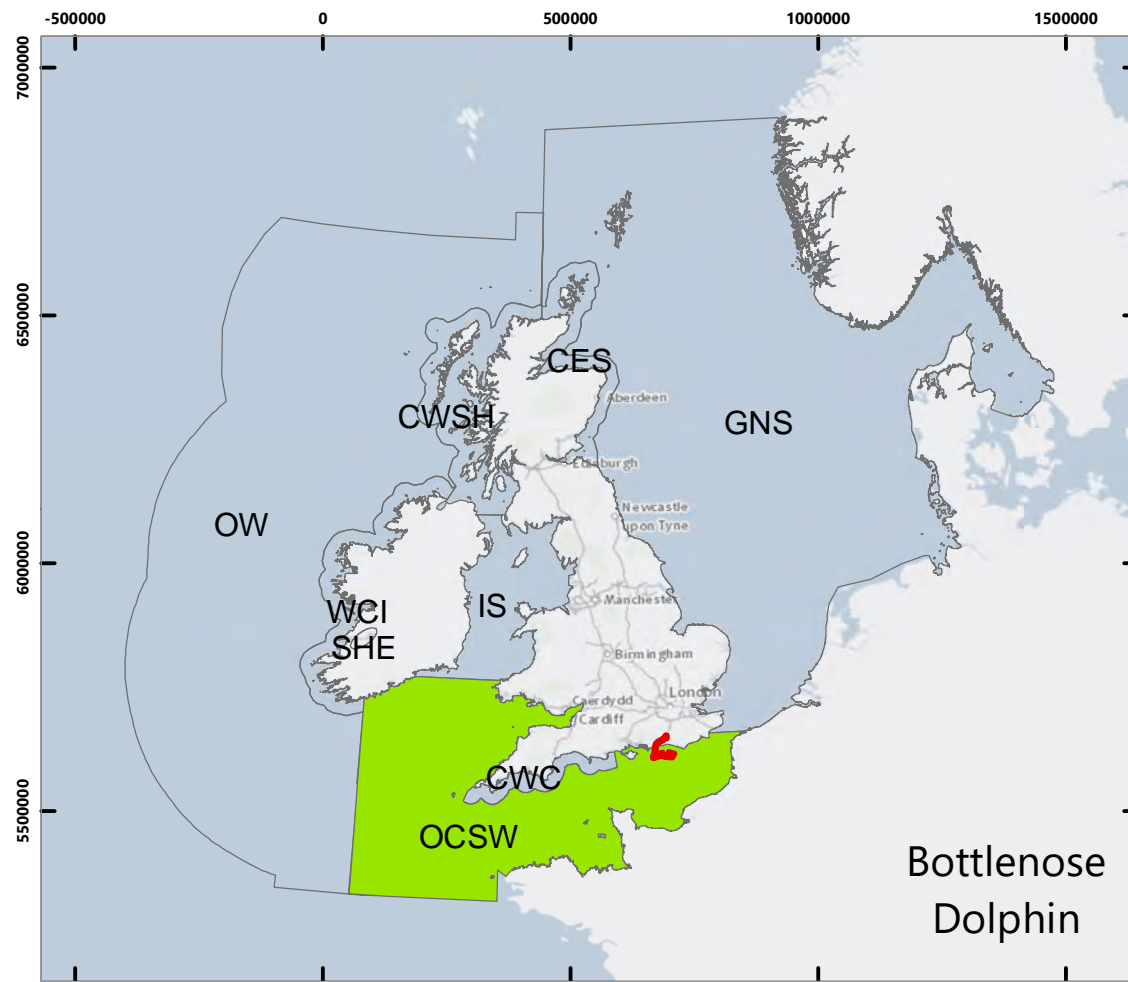 -500000
0
500000
1000000
1500000
7000000
6500000
6000000
5500000
CES
Aberdeen
CWSH
GNS
Edinburgh
Newcastle
upon Tyne
OW
IS
Manchester
WCI
SHE
Birmingham
London
Caerdydd
/Cardiff
CWC
OCSW
Bottlenose
Dolphin